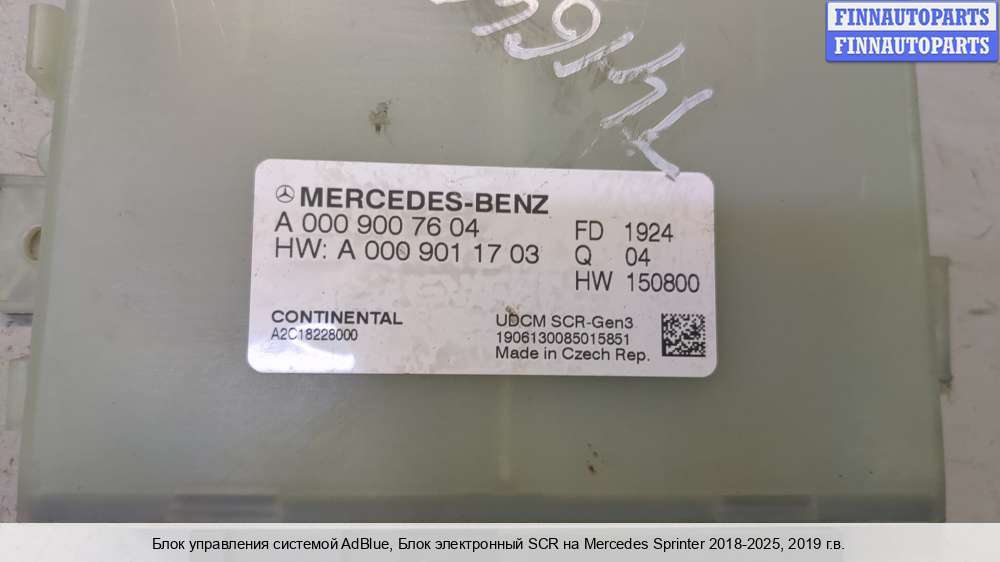 FINNAUTOPARTS
FINNAUTOPARTS
MERCEDES-BENZ
A 000 900 76 04
HW: A 000 901 17 03
FD 1924
Q 04
HW 150800
CONTINENTAL
A2C18228000
UDCM SCR-Gen3
1906130085015851
Made in Czech Rep.
Блок управления системой AdBlue, Блок электронный SCR на Mercedes Sprinter 2018-2025, 2019 г.в.